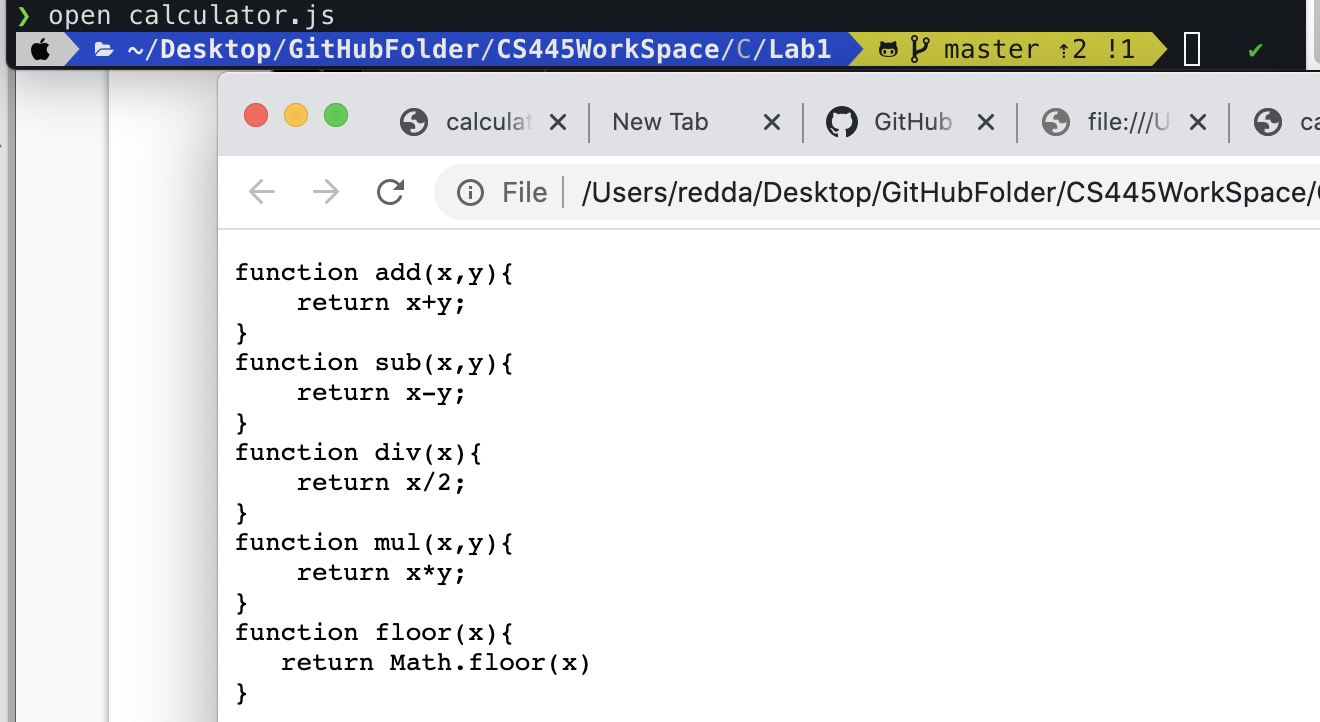 ❯ open calculator.js
~/Desktop/GitHubFolder/CS445WorkSpace/C/Lab1 master ⇡2 !1 ✔
calculat New Tab GitHub file:///U ca
File /Users/redda/Desktop/GitHubFolder/CS445WorkSpace/
function add(x,y){
    return x+y;
}
function sub(x,y){
    return x-y;
}
function div(x){
    return x/2;
}
function mul(x,y){
    return x*y;
}
function floor(x){
   return Math.floor(x)
}